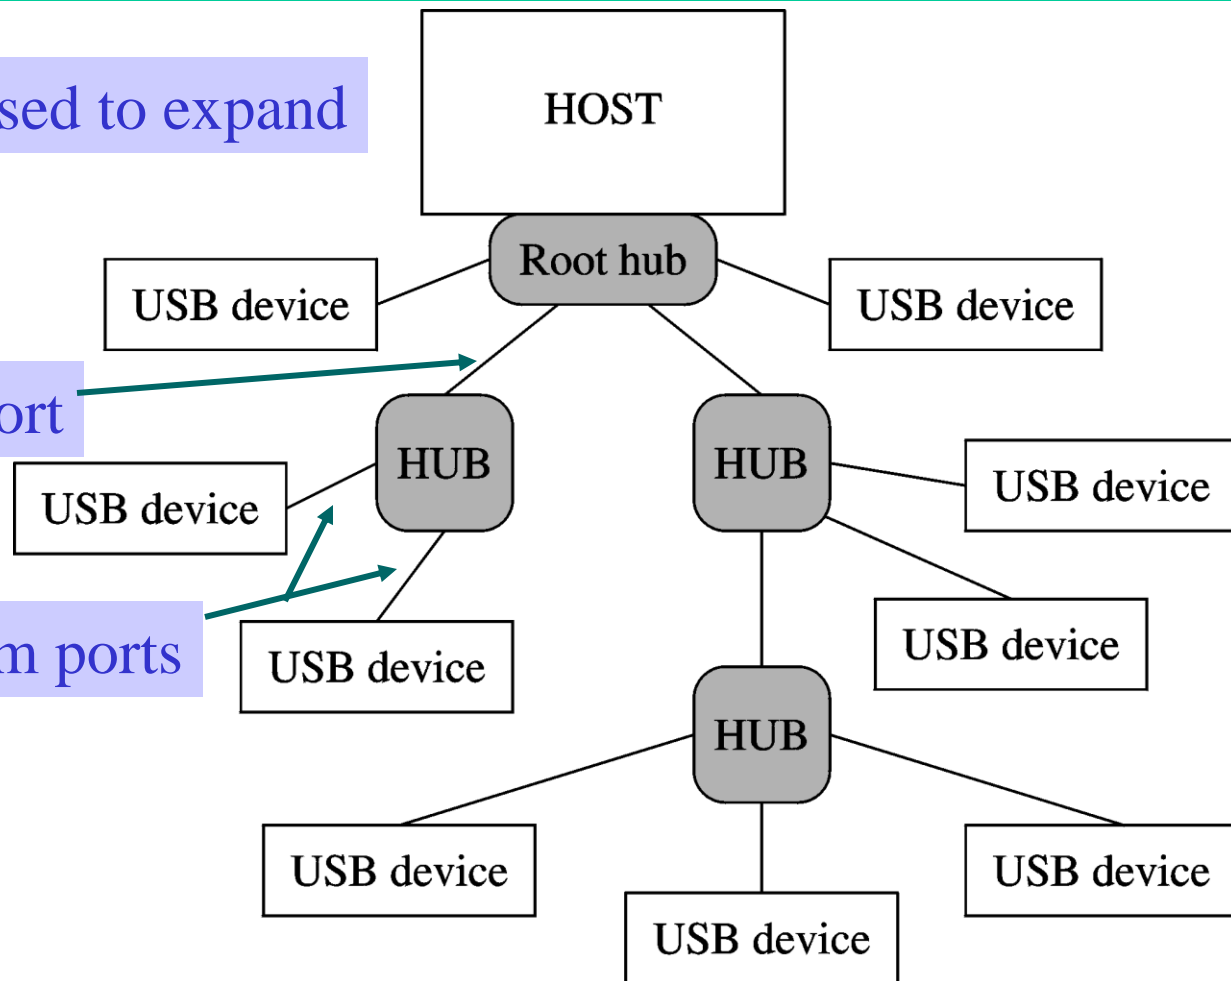 HOST
sed to expand
Root hub
USB device
USB device
ort
HUB
HUB
USB device
USB device
m ports
USB device
USB device
HUB
USB device
USB device
USB device